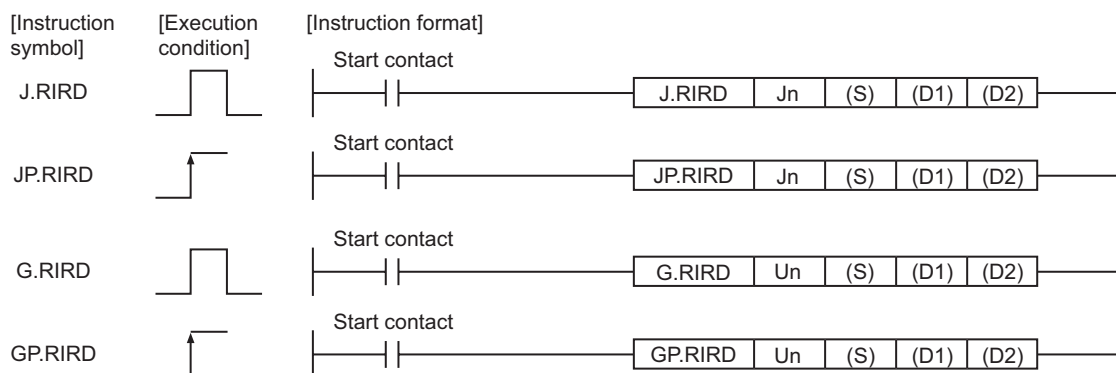 [Instruction symbol] [Execution condition] [Instruction format]
Start contact
J.RIRD J.RIRD Jn (S) (D1) (D2)
Start contact
JP.RIRD JP.RIRD Jn (S) (D1) (D2)
Start contact
G.RIRD G.RIRD Un (S) (D1) (D2)
Start contact
GP.RIRD GP.RIRD Un (S) (D1) (D2)